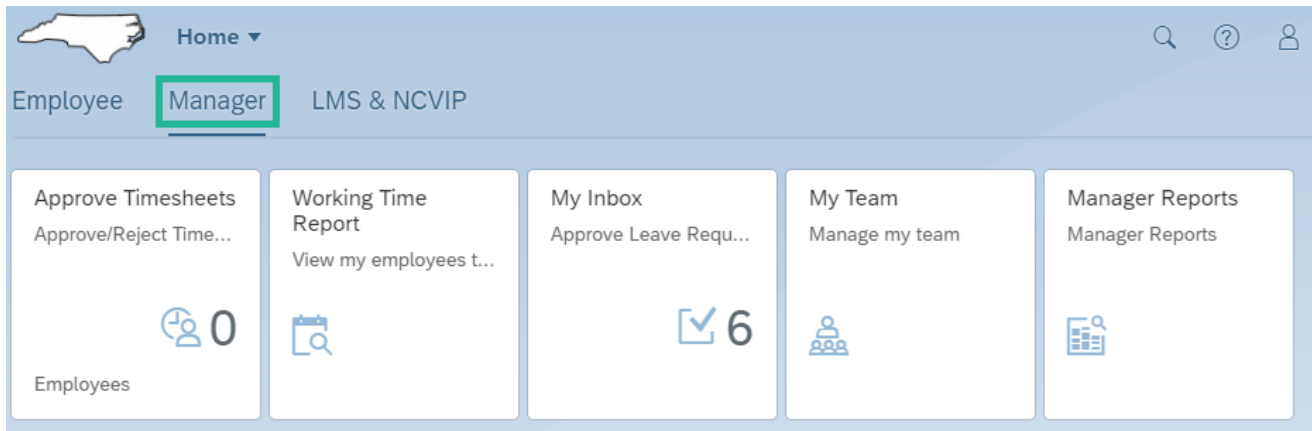 Home
Employee Manager LMS & NCVIP
Approve Timesheets
Approve/Reject Time...
0
Employees
Working Time
Report
View my employees t...
My Inbox
Approve Leave Requ...
6
My Team
Manage my team
Manager Reports
Manager Reports